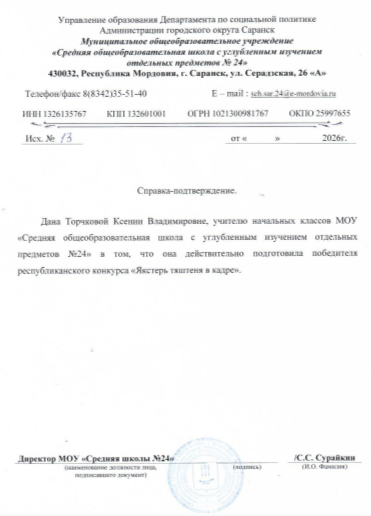 Управление образования Департамента по социальной политике
Администрации городского округа Саранск
Муниципальное общеобразовательное учреждение
«Средняя общеобразовательная школа с углубленным изучением
отдельных предметов № 24»
430032, Республика Мордовия, г. Саранск, ул. Серадзская, 26 «А»
Телефон/факс 8(8342)35-51-40 E – mail : sch.sar.24@e-mordovia.ru
ИНН 1326135767 КПП 132601001 ОГРН 1021300981767 ОКПО 25997655
Исх. № 13 от « » 2026г.
Справка-подтверждение.
Дана Торчковой Ксении Владимировне, учителю начальных классов МОУ
«Средняя общеобразовательная школа с углубленным изучением отдельных
предметов №24» в том, что она действительно подготовила победителя
республиканского конкурса «Якстерь тяштеня в кадре».
Директор МОУ «Средняя школы №24» /С.С. Сурайкин
(наименование должности лица, (подпись) (И.О. Фамилия)
подписавшего документ)